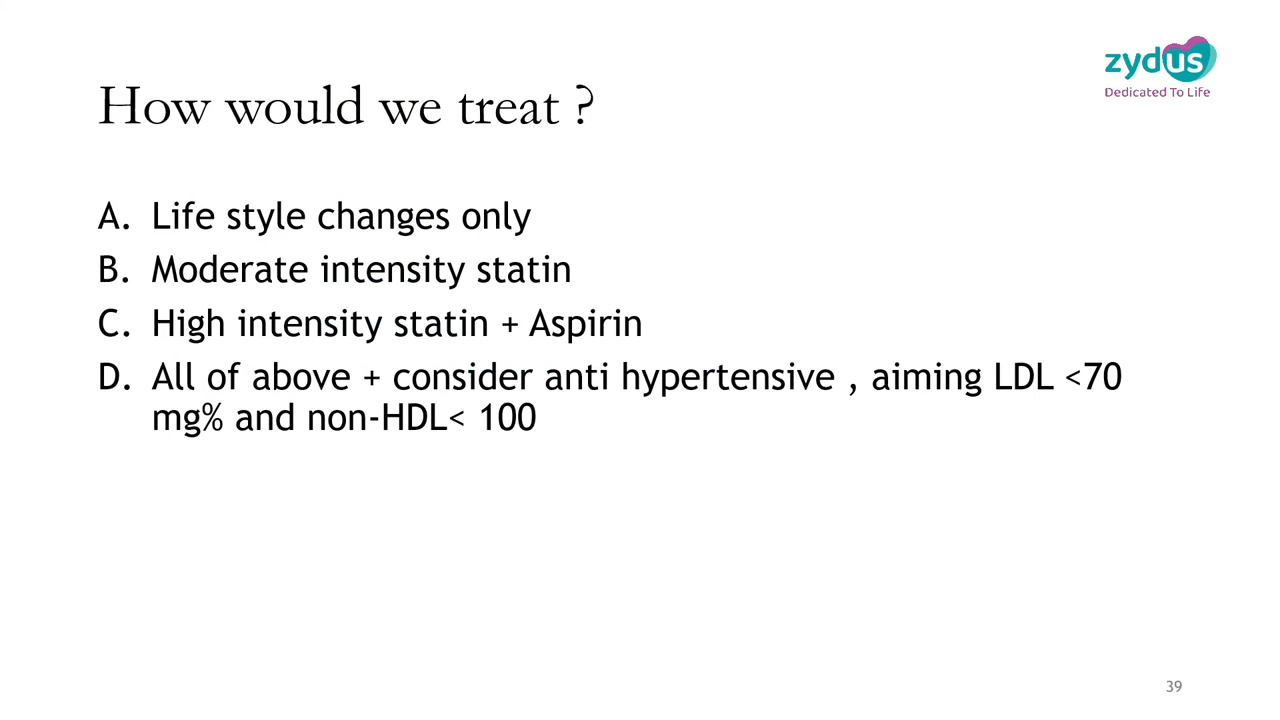 zydus
Dedicated To Life
How would we treat ?
A. Life style changes only
B. Moderate intensity statin
C. High intensity statin + Aspirin
D. All of above + consider anti hypertensive , aiming LDL <70
mg% and non-HDL< 100
39